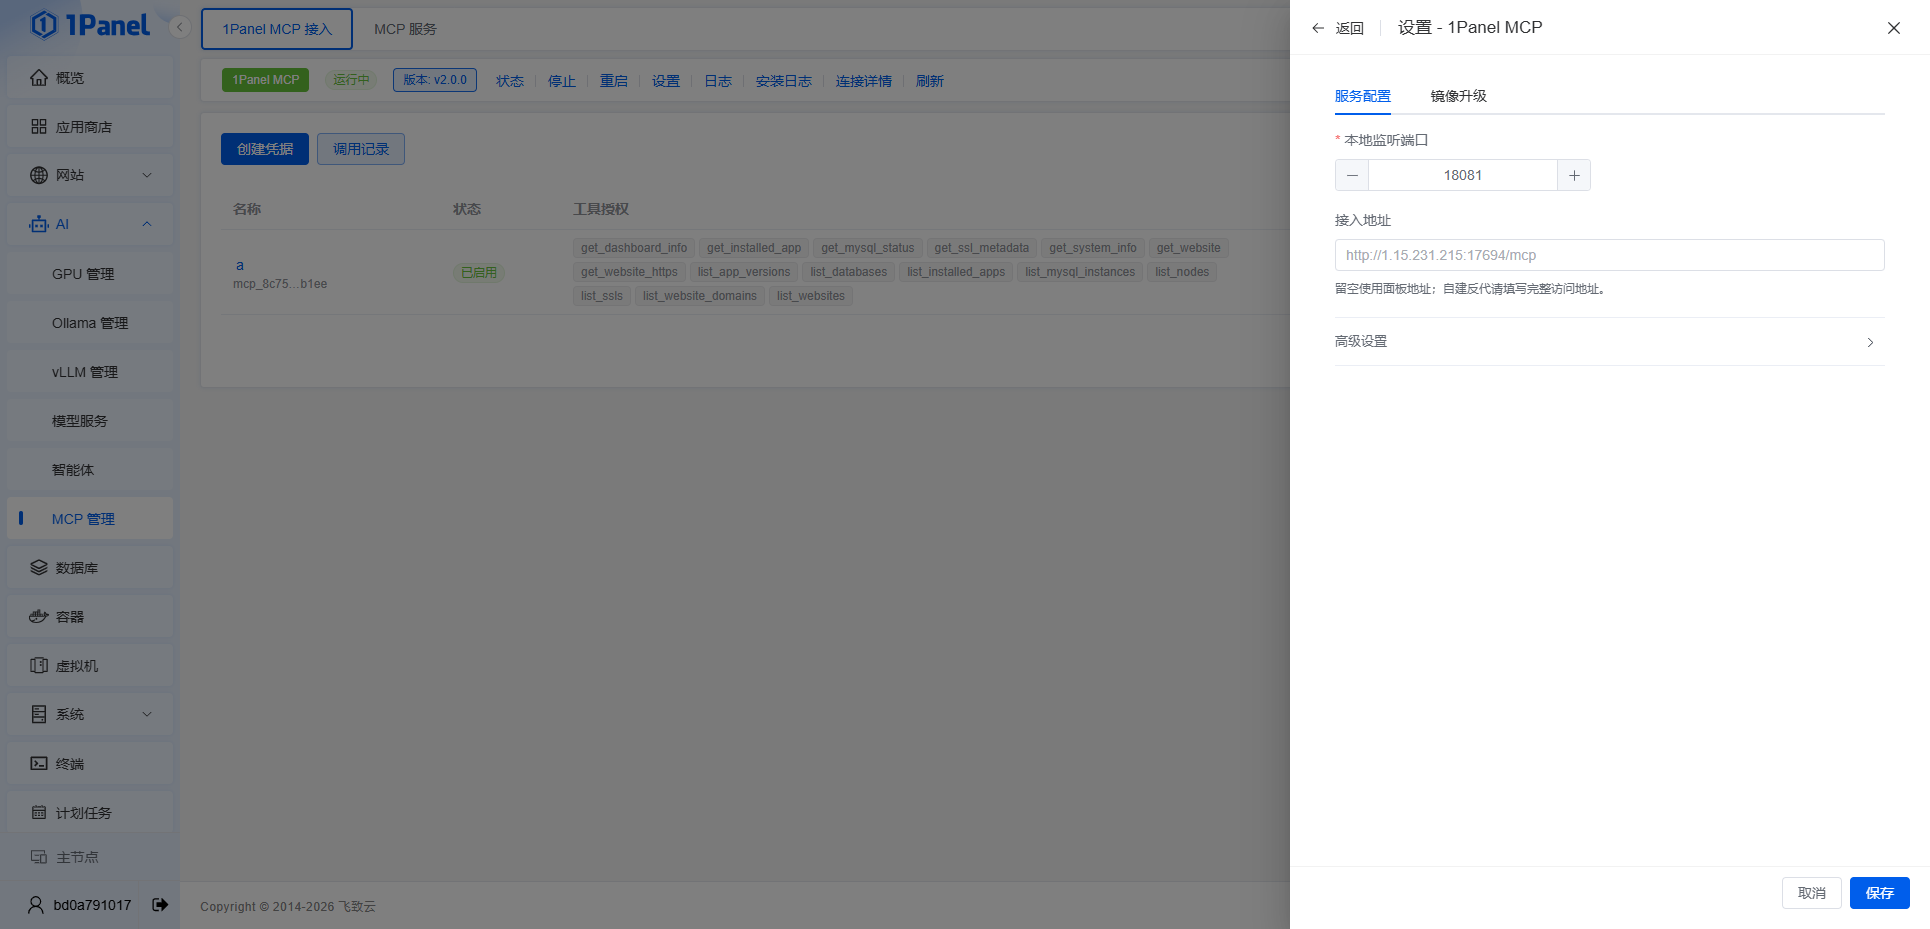 1Panel
概览
应用商店
网站
AI
GPU 管理
Ollama 管理
vLLM 管理
模型服务
智能体
MCP 管理
数据库
容器
虚拟机
系统
终端
计划任务
主节点
bd0a791017
1Panel MCP 接入 MCP 服务
1Panel MCP 运行中 版本: v2.0.0 状态 停止 重启 设置 日志 安装日志 连接详情 刷新
创建凭据 调用记录
名称 状态 工具授权
a
mcp_8c75...b1ee
已启用
get_dashboard_info get_installed_app get_mysql_status get_ssl_metadata get_system_info get_website
get_website_https list_app_versions list_databases list_installed_apps list_mysql_instances list_nodes
list_ssls list_website_domains list_websites
Copyright © 2014-2026 飞致云
返回 设置 - 1Panel MCP
服务配置 镜像升级
* 本地监听端口
18081
接入地址
http://1.15.231.215:17694/mcp
留空使用面板地址；自建反代请填写完整访问地址。
高级设置
取消 保存